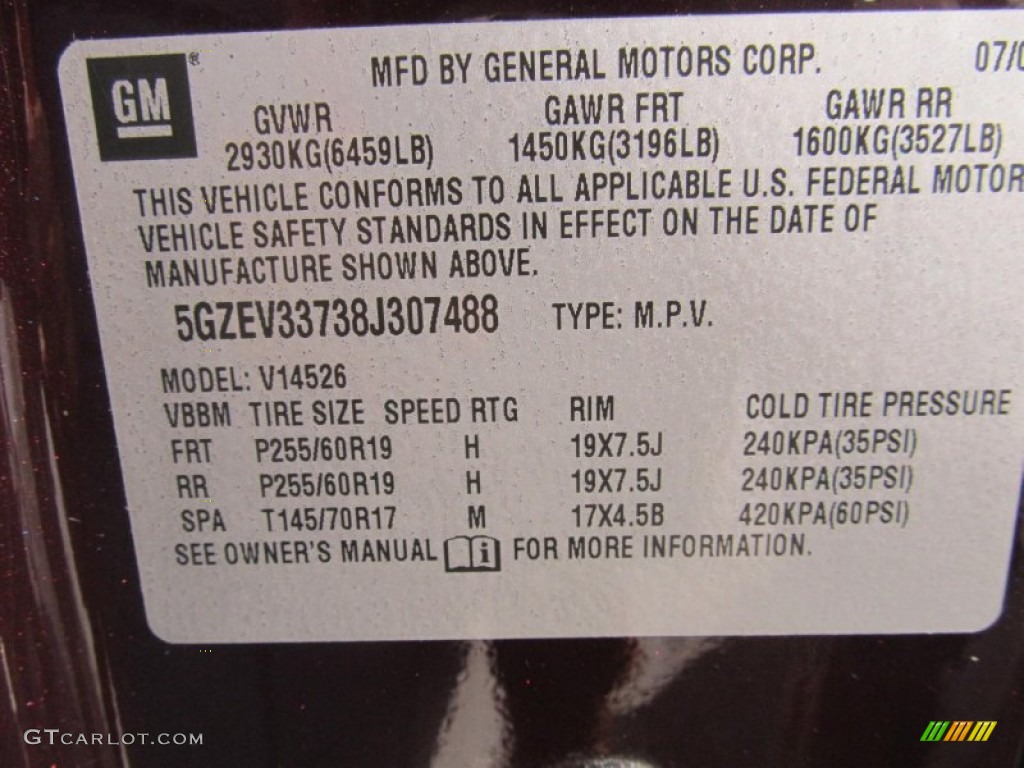 GM ® MFD BY GENERAL MOTORS CORP. 07/0
GVWR GAWR FRT GAWR RR
2930KG(6459LB) 1450KG(3196LB) 1600KG(3527LB)
THIS VEHICLE CONFORMS TO ALL APPLICABLE U.S. FEDERAL MOTOR
VEHICLE SAFETY STANDARDS IN EFFECT ON THE DATE OF
MANUFACTURE SHOWN ABOVE.
5GZEV33738J307488 TYPE: M.P.V.
MODEL: V14526
VBBM TIRE SIZE SPEED RTG RIM COLD TIRE PRESSURE
FRT P255/60R19 H 19X7.5J 240KPA(35PSI)
RR P255/60R19 H 19X7.5J 240KPA(35PSI)
SPA T145/70R17 M 17X4.5B 420KPA(60PSI)
SEE OWNER'S MANUAL i FOR MORE INFORMATION.
GTCARLOT.COM